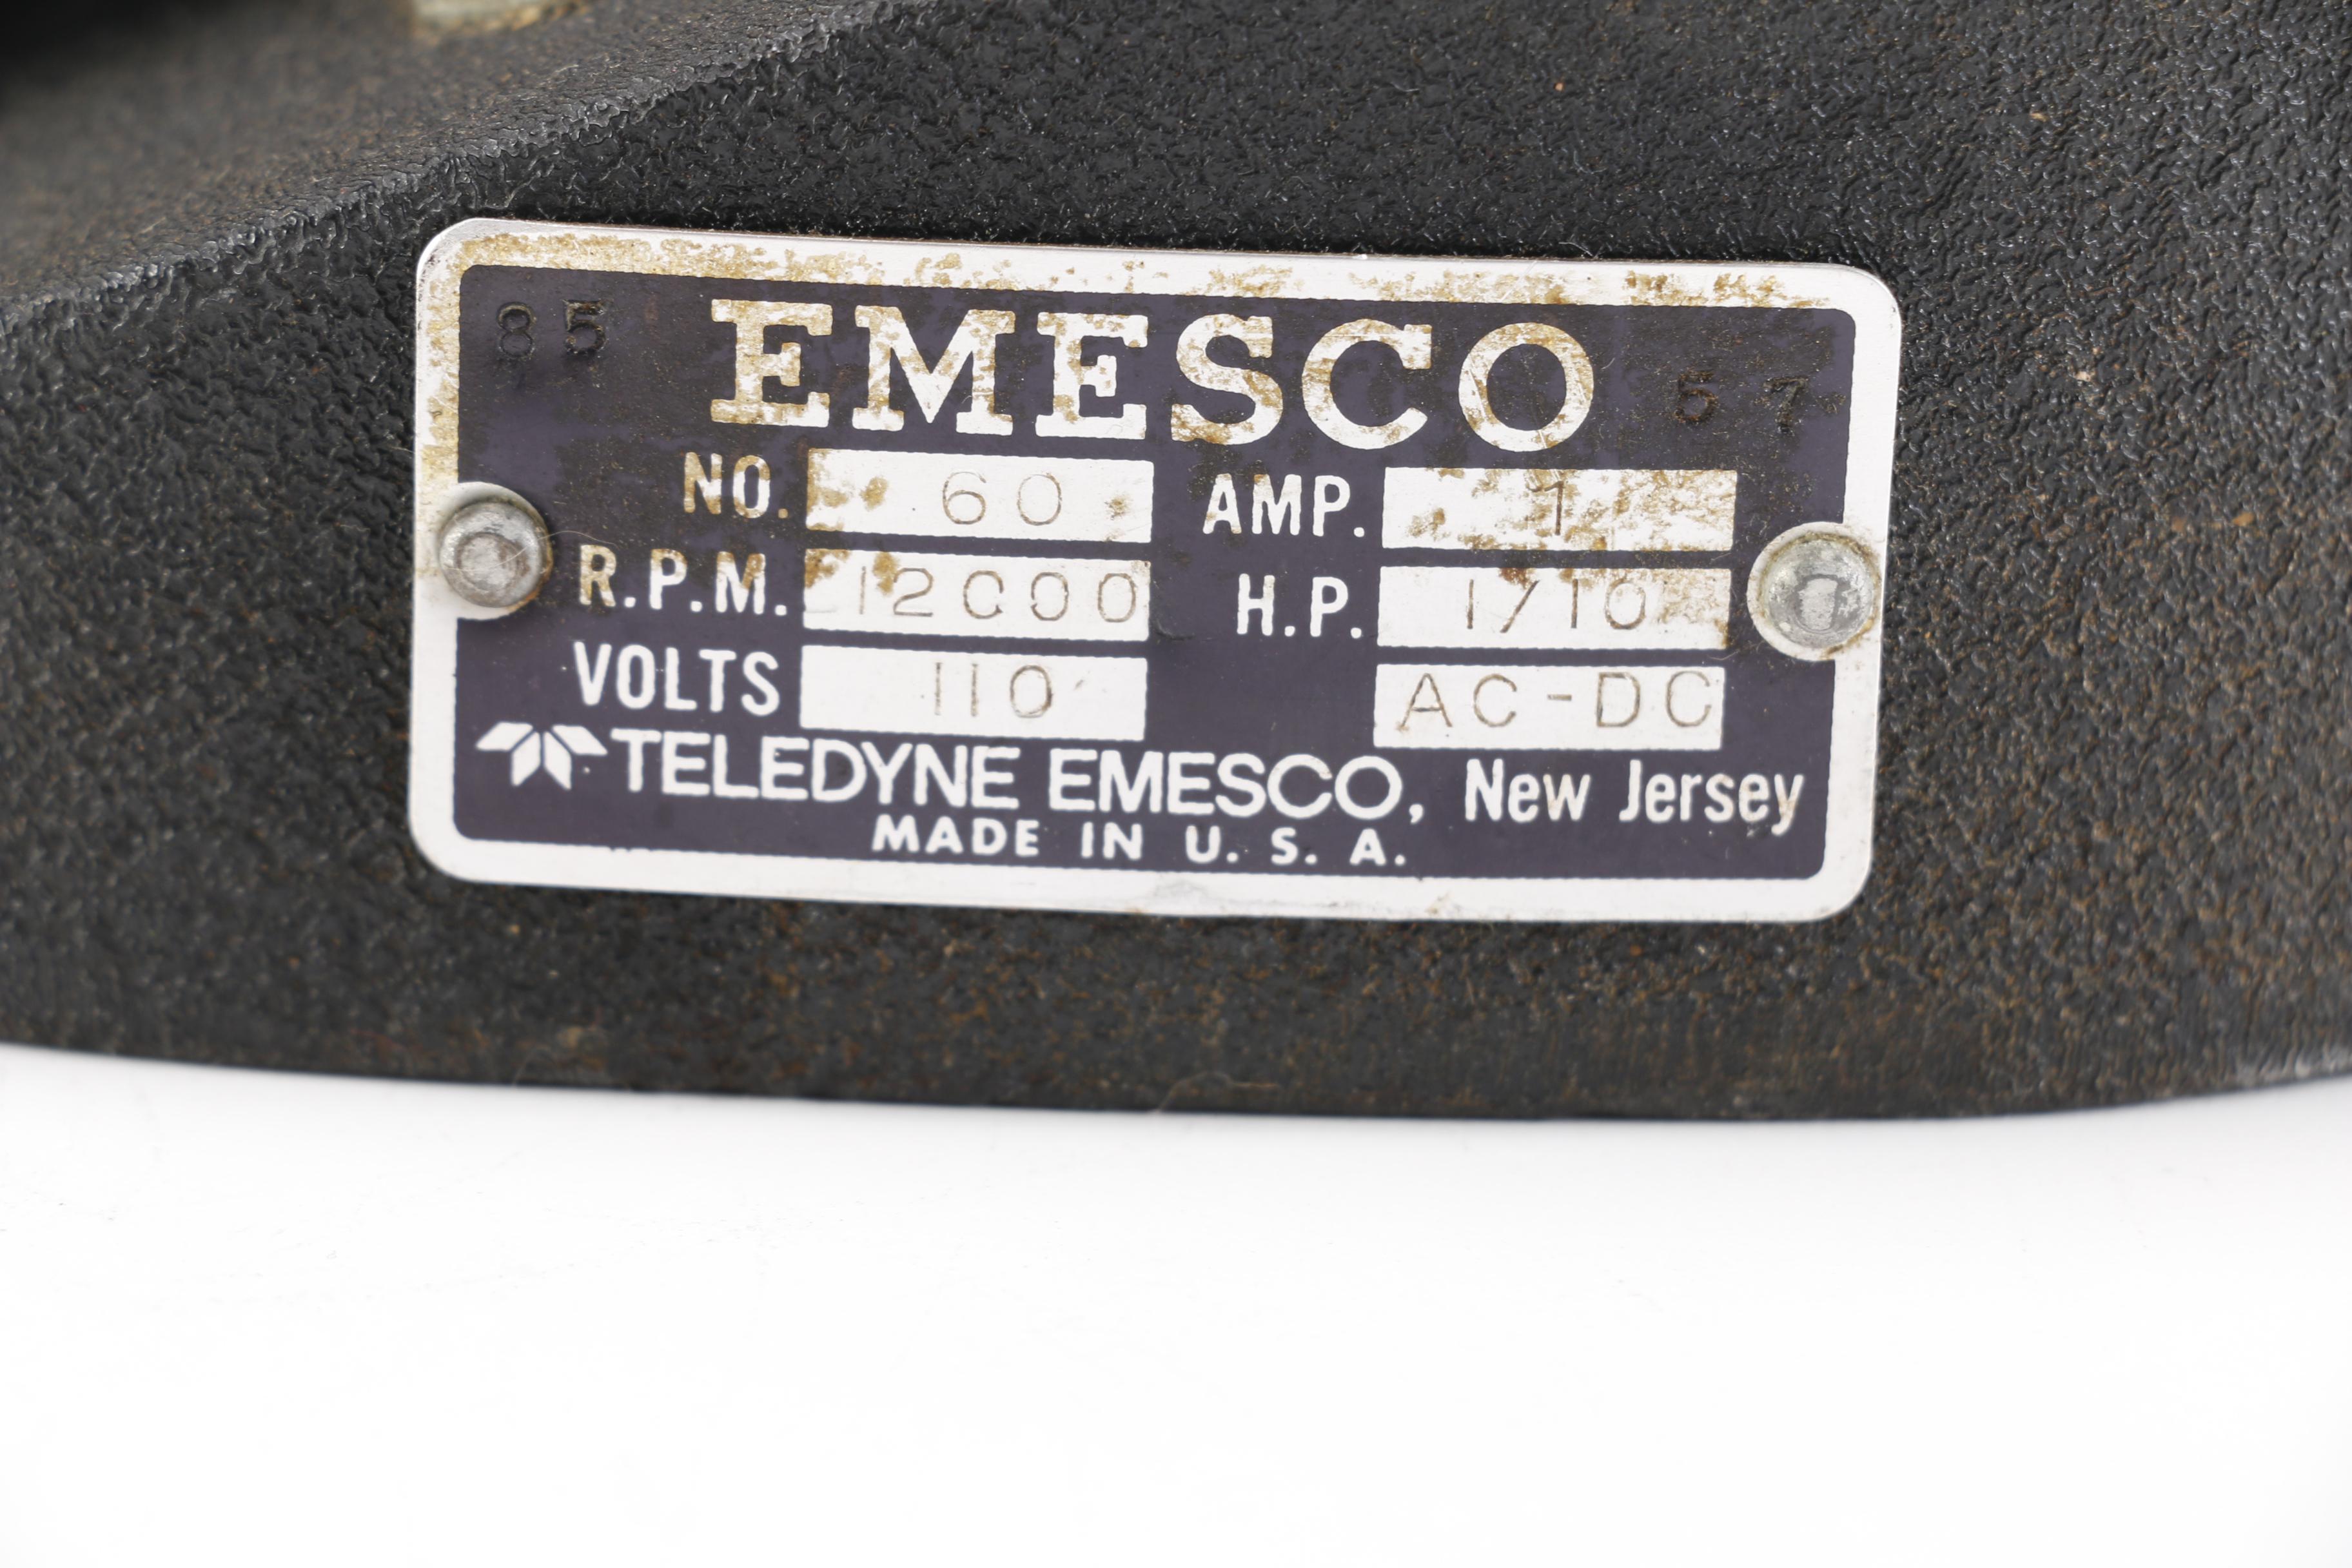 85 EMESCO 57
NO. 60 AMP. 1
R.P.M. 12000 H.P. 1/10
VOLTS 110 AC-DC
TELEDYNE EMESCO, New Jersey
MADE IN U. S. A.